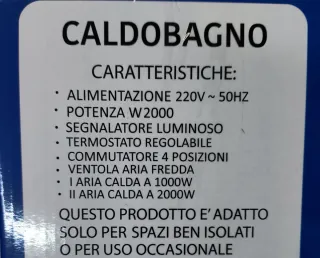 CALDOBAGNO
CARATTERISTICHE:
· ALIMENTAZIONE 220V ~ 50HZ
· POTENZA W2000
· SEGNALATORE LUMINOSO
· TERMOSTATO REGOLABILE
· COMMUTATORE 4 POSIZIONI
· VENTOLA ARIA FREDDA
· I ARIA CALDA A 1000W
· II ARIA CALDA A 2000W
QUESTO PRODOTTO E' ADATTO
SOLO PER SPAZI BEN ISOLATI
O PER USO OCCASIONALE